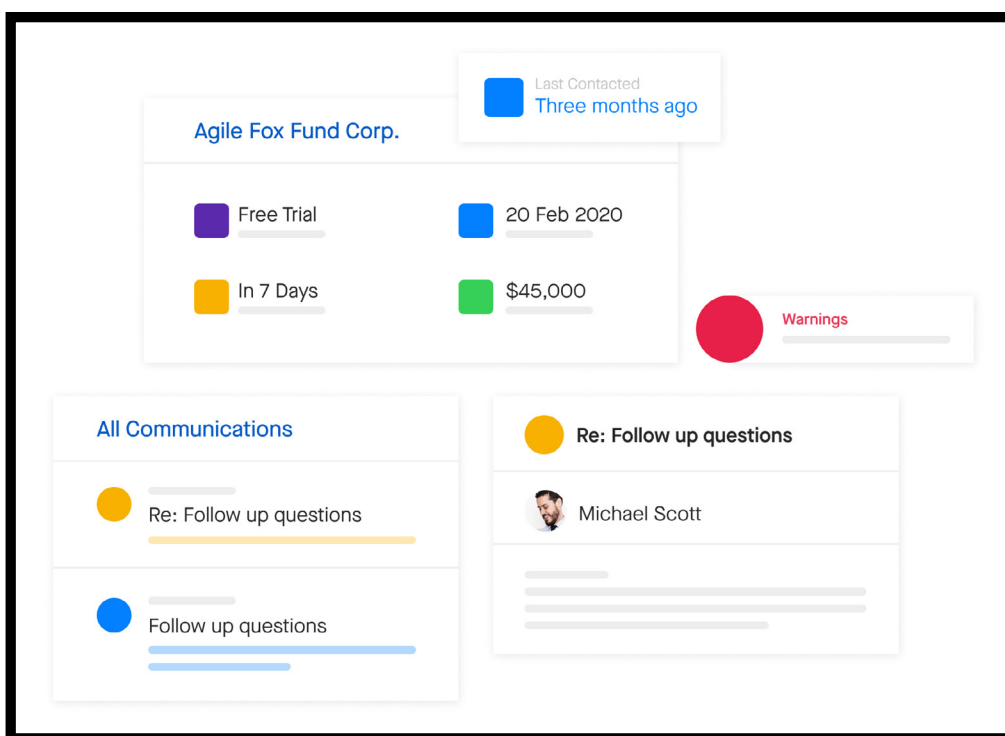 Last Contacted
Three months ago
Agile Fox Fund Corp.
Free Trial
20 Feb 2020
In 7 Days
$45,000
Warnings
All Communications
Re: Follow up questions
Follow up questions
Re: Follow up questions
Michael Scott